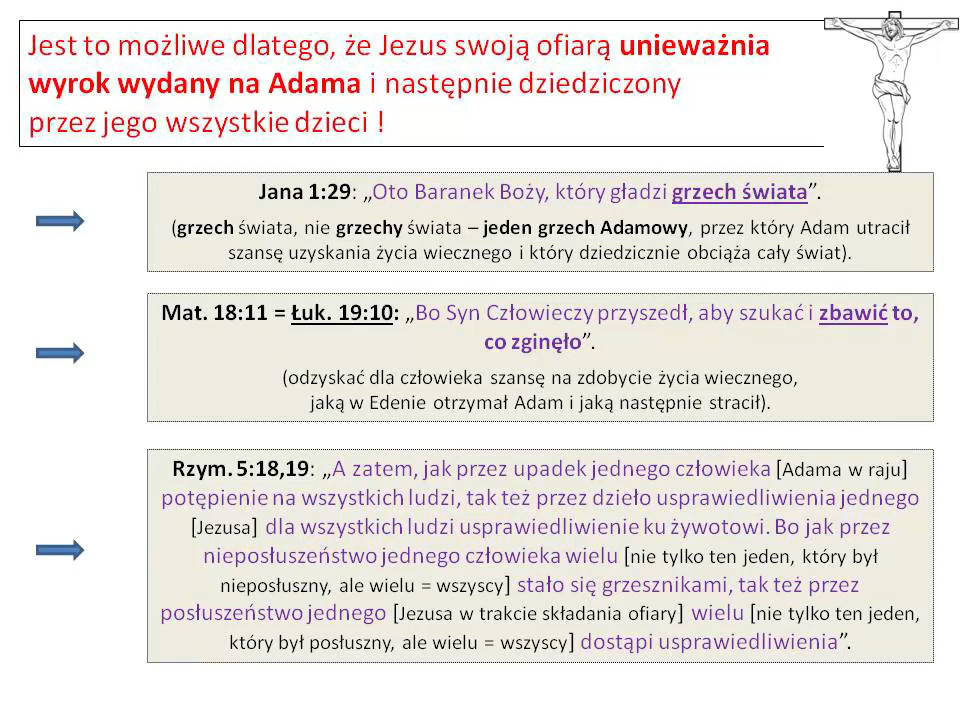 Jest to możliwe dlatego, że Jezus swoją ofiarą unieważnia
wyrok wydany na Adama i następnie dziedziczony
przez jego wszystkie dzieci !
Jana 1:29: „Oto Baranek Boży, który gładzi grzech świata”.
(grzech świata, nie grzechy świata – jeden grzech Adamowy, przez który Adam utracił
szansę uzyskania życia wiecznego i który dziedzicznie obciąża cały świat).
Mat. 18:11 = Łuk. 19:10: „Bo Syn Człowieczy przyszedł, aby szukać i zbawić to,
co zginęło”.
(odzyskać dla człowieka szansę na zdobycie życia wiecznego,
jaką w Edenie otrzymał Adam i jaką następnie stracił).
Rzym. 5:18,19: „A zatem, jak przez upadek jednego człowieka [Adama w raju]
potępienie na wszystkich ludzi, tak też przez dzieło usprawiedliwienia jednego
[Jezusa] dla wszystkich ludzi usprawiedliwienie ku żywotowi. Bo jak przez
nieposłuszeństwo jednego człowieka wielu [nie tylko ten jeden, który był
nieposłuszny, ale wielu = wszyscy] stało się grzesznikami, tak też przez
posłuszeństwo jednego [Jezusa w trakcie składania ofiary] wielu [nie tylko ten jeden,
który był posłuszny, ale wielu = wszyscy] dostąpi usprawiedliwienia”.